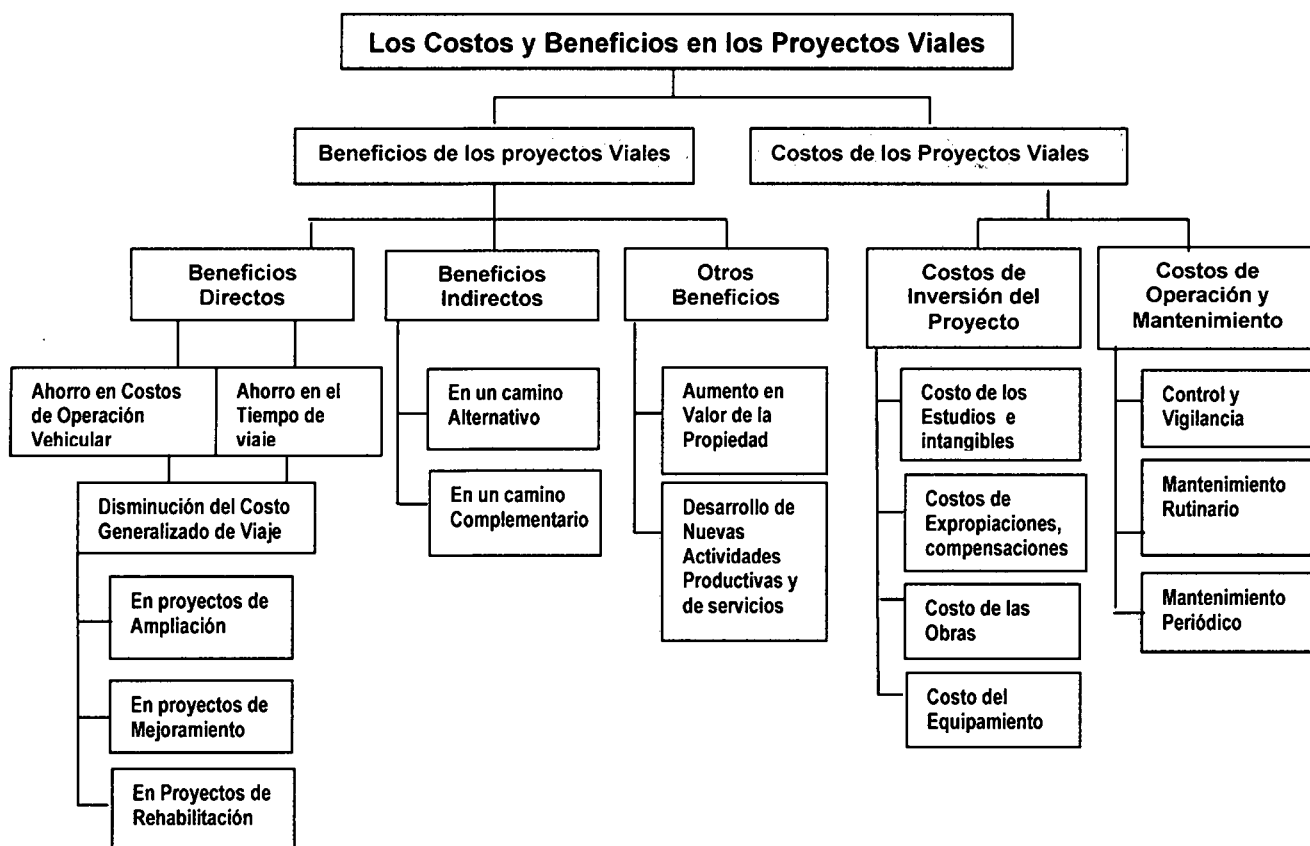 Los Costos y Beneficios en los Proyectos Viales
Beneficios de los proyectos Viales
Costos de los Proyectos Viales
Beneficios
Directos
Beneficios
Indirectos
Otros
Beneficios
Costos de
Inversión del
Proyecto
Costos de
Operación y
Mantenimiento
Ahorro en Costos
de Operación
Vehicular
Ahorro en el
Tiempo de
viaje
Disminución del Costo
Generalizado de Viaje
En proyectos de
Ampliación
En proyectos de
Mejoramiento
En Proyectos de
Rehabilitación
En un camino
Alternativo
En un camino
Complementario
Aumento en
Valor de la
Propiedad
Desarrollo de
Nuevas
Actividades
Productivas y
de servicios
Costo de los
Estudios e
intangibles
Costos de
Expropiaciones,
compensaciones
Costo de las
Obras
Costo del
Equipamiento
Control y
Vigilancia
Mantenimiento
Rutinario
Mantenimiento
Periódico